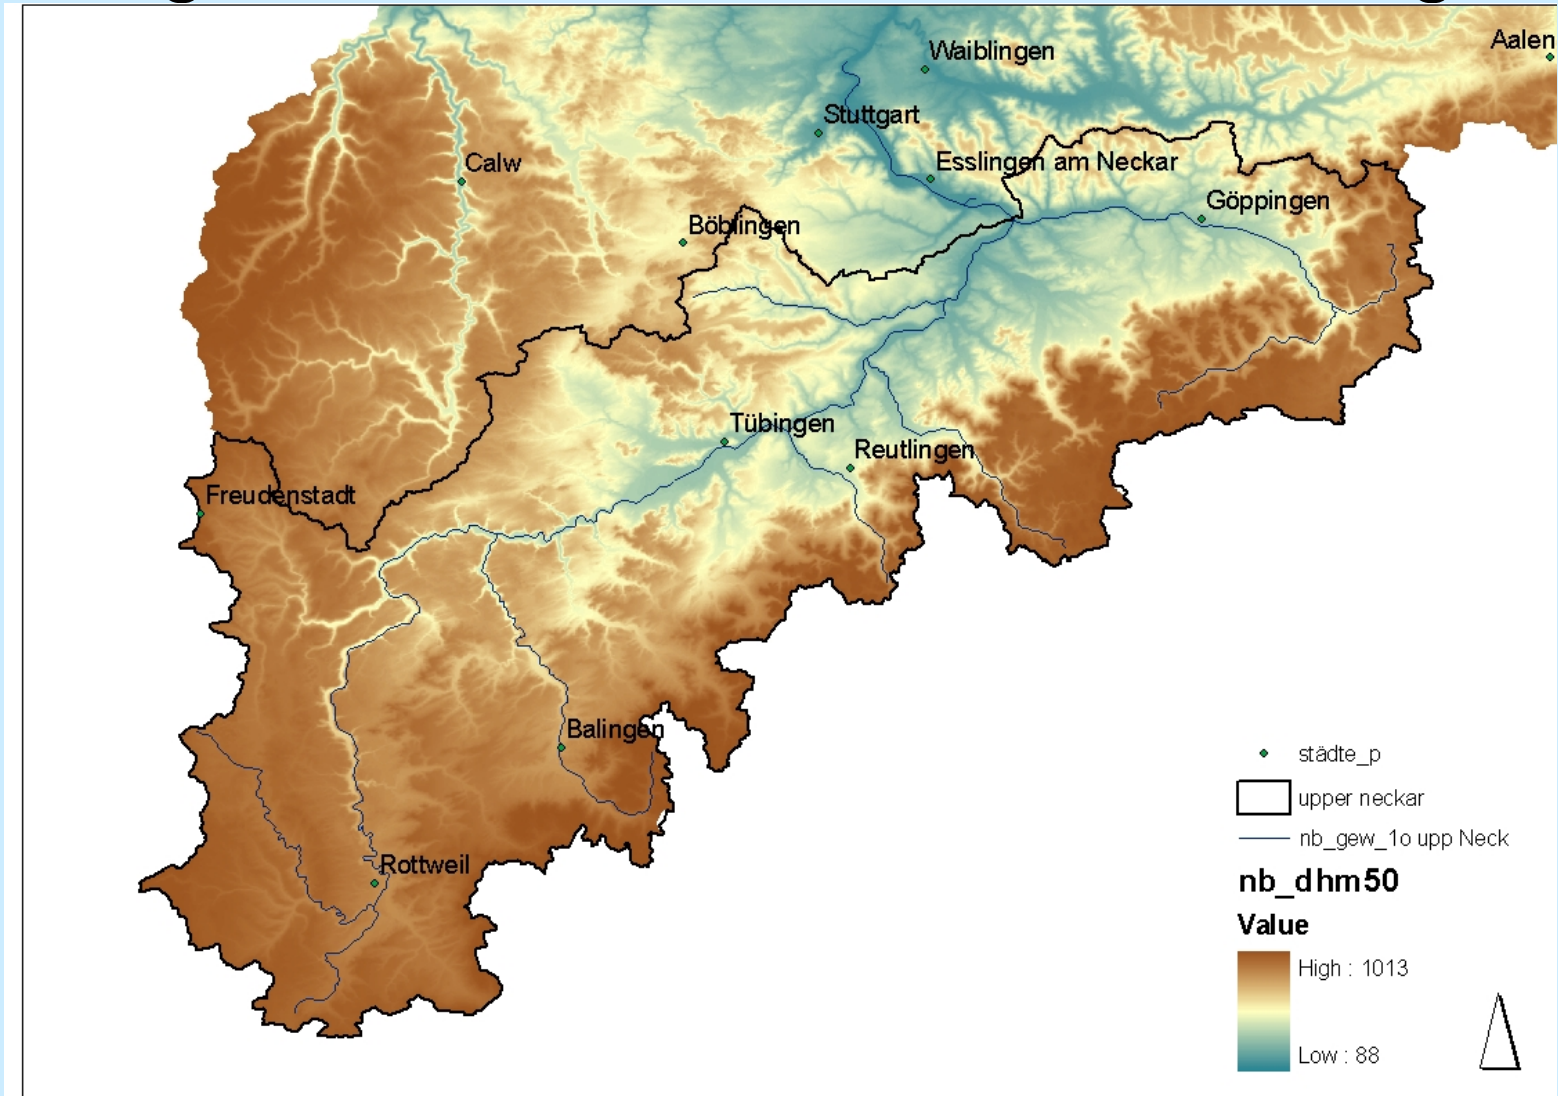 Waiblingen
Aalen
Stuttgart
Esslingen am Neckar
Calw
Göppingen
Böblingen
Tübingen
Reutlingen
Freudenstadt
Balingen
Rottweil
städte_p
upper neckar
nb_gew_1o upp Neck
nb_dhm50
Value
High : 1013
Low : 88